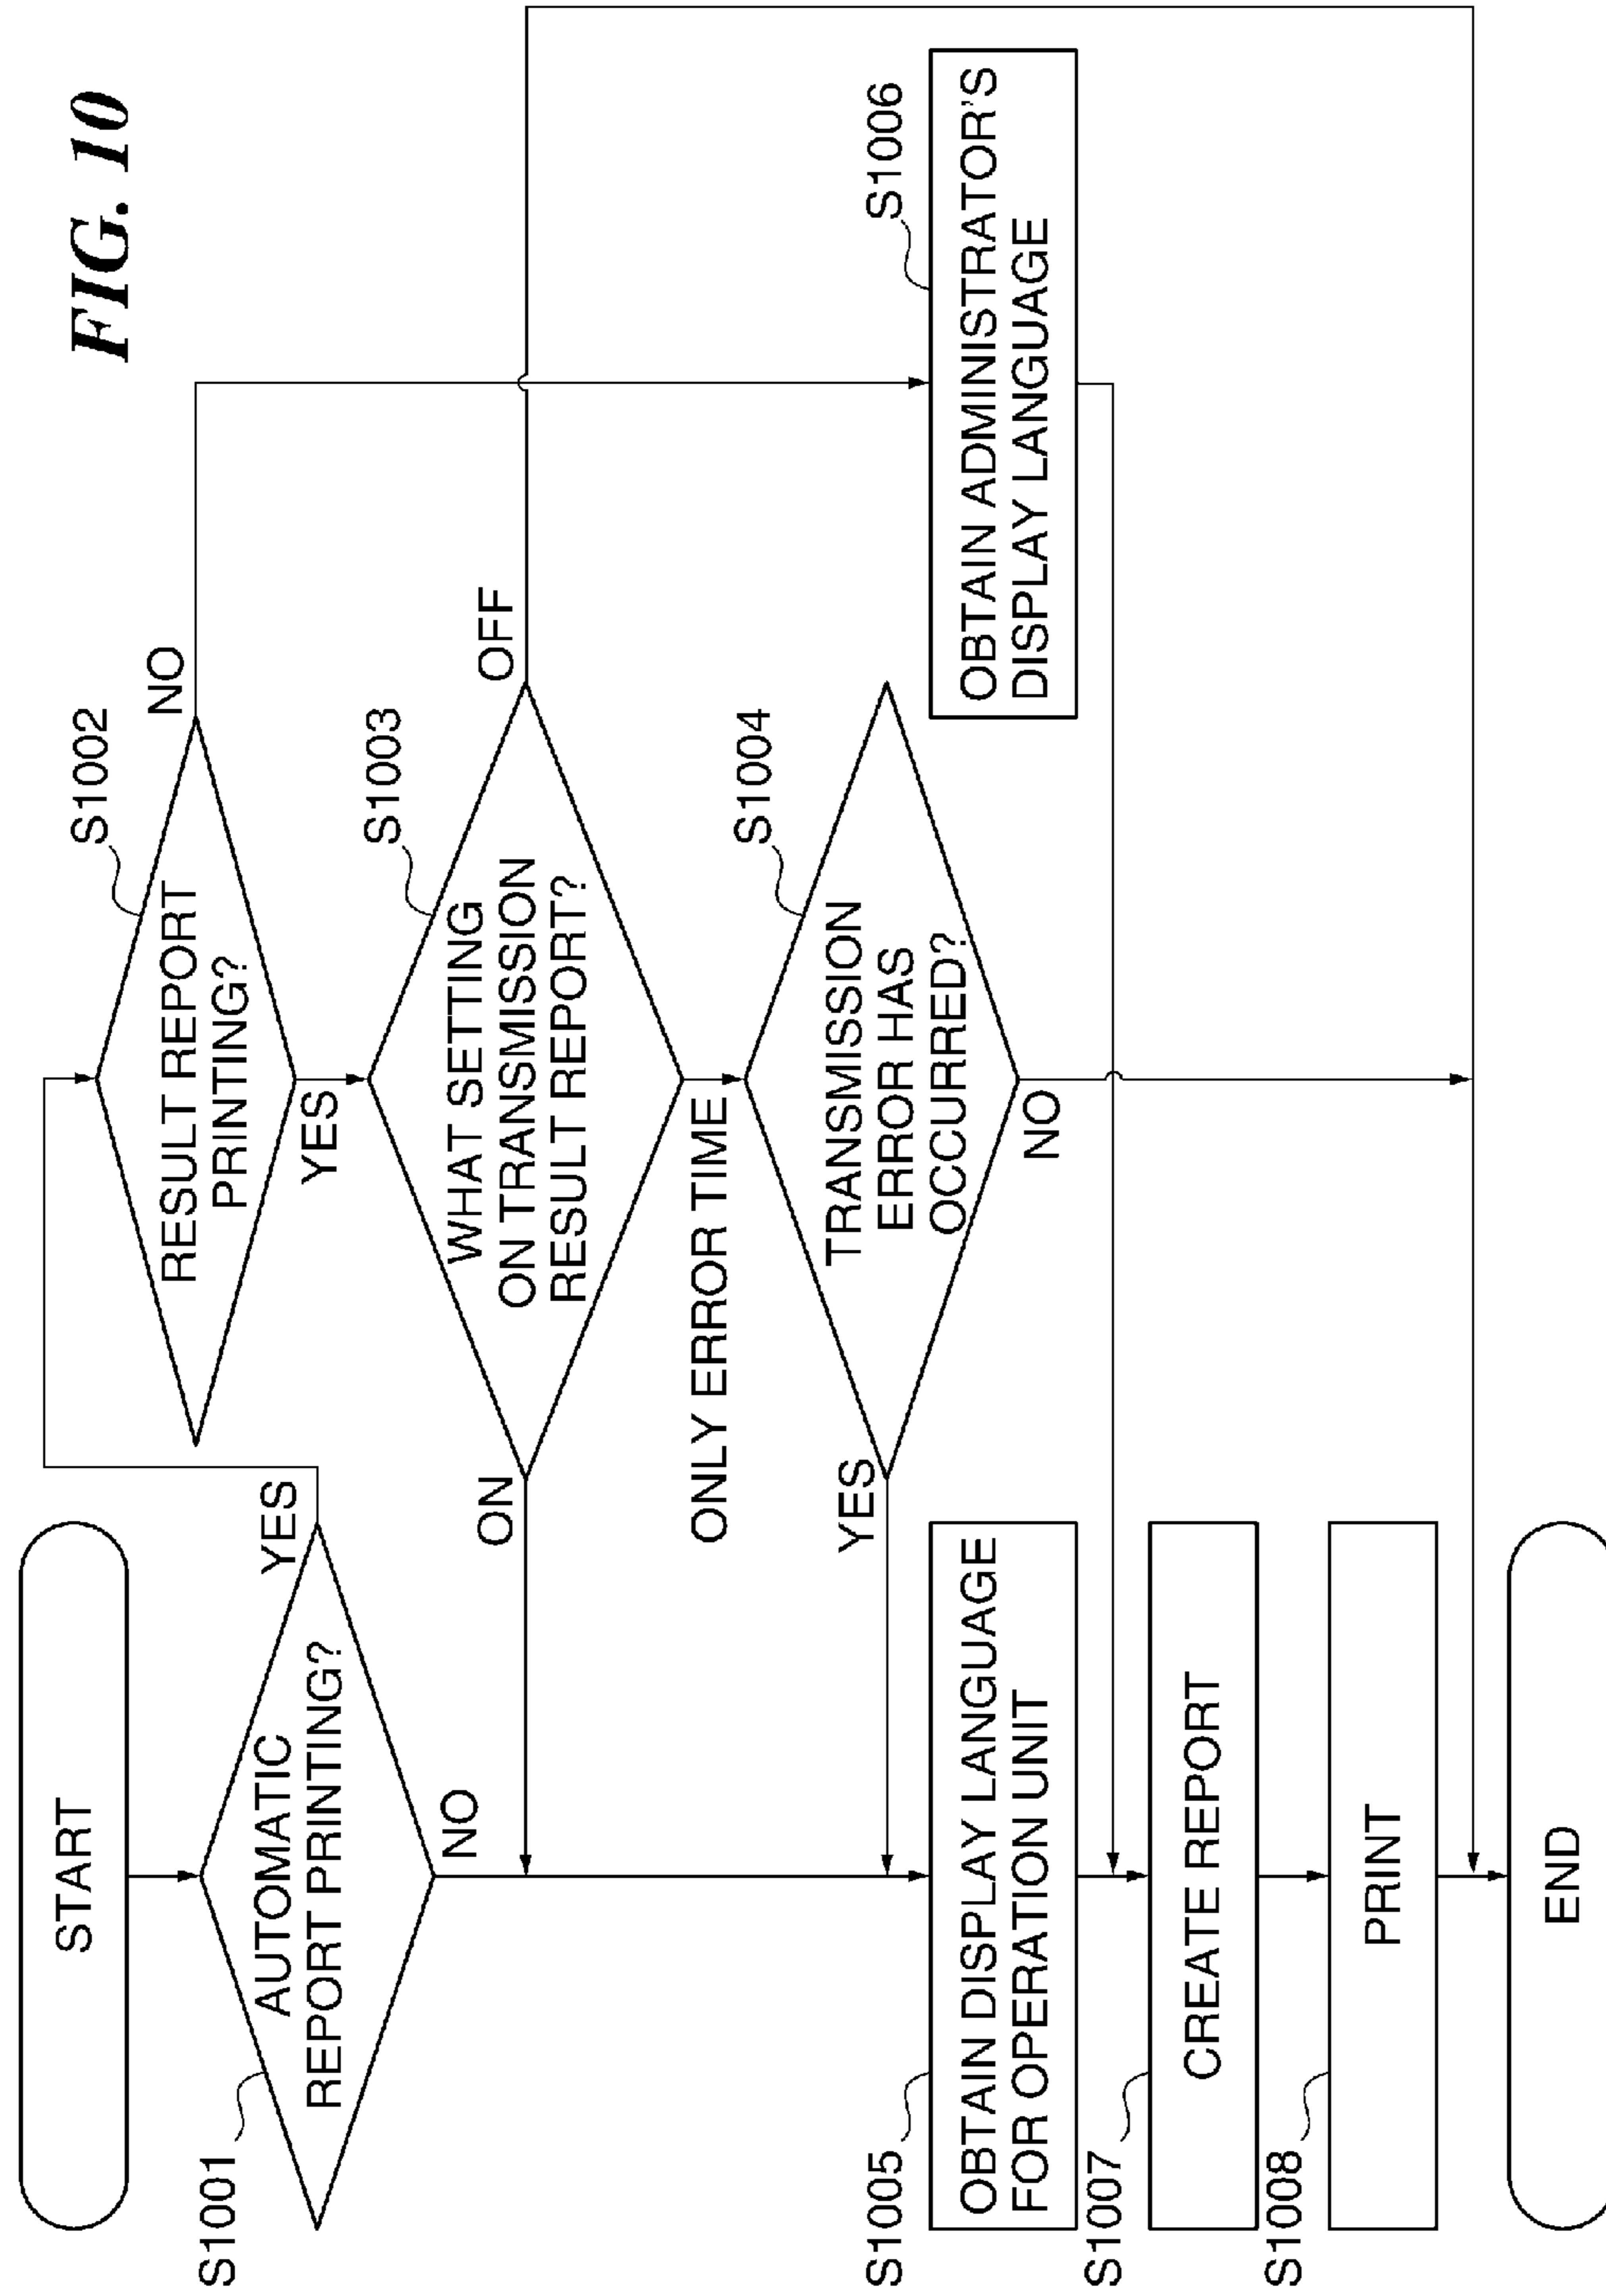 FIG. 10
START
S1001
AUTOMATIC
REPORT PRINTING?
YES
NO
S1002
RESULT REPORT
PRINTING?
NO
YES
S1003
WHAT SETTING
ON TRANSMISSION
RESULT REPORT?
ON
OFF
ONLY ERROR TIME
S1004
TRANSMISSION
ERROR HAS
OCCURRED?
YES
NO
S1005
OBTAIN DISPLAY LANGUAGE
FOR OPERATION UNIT
S1006
OBTAIN ADMINISTRATOR'S
DISPLAY LANGUAGE
S1007
CREATE REPORT
S1008
PRINT
END